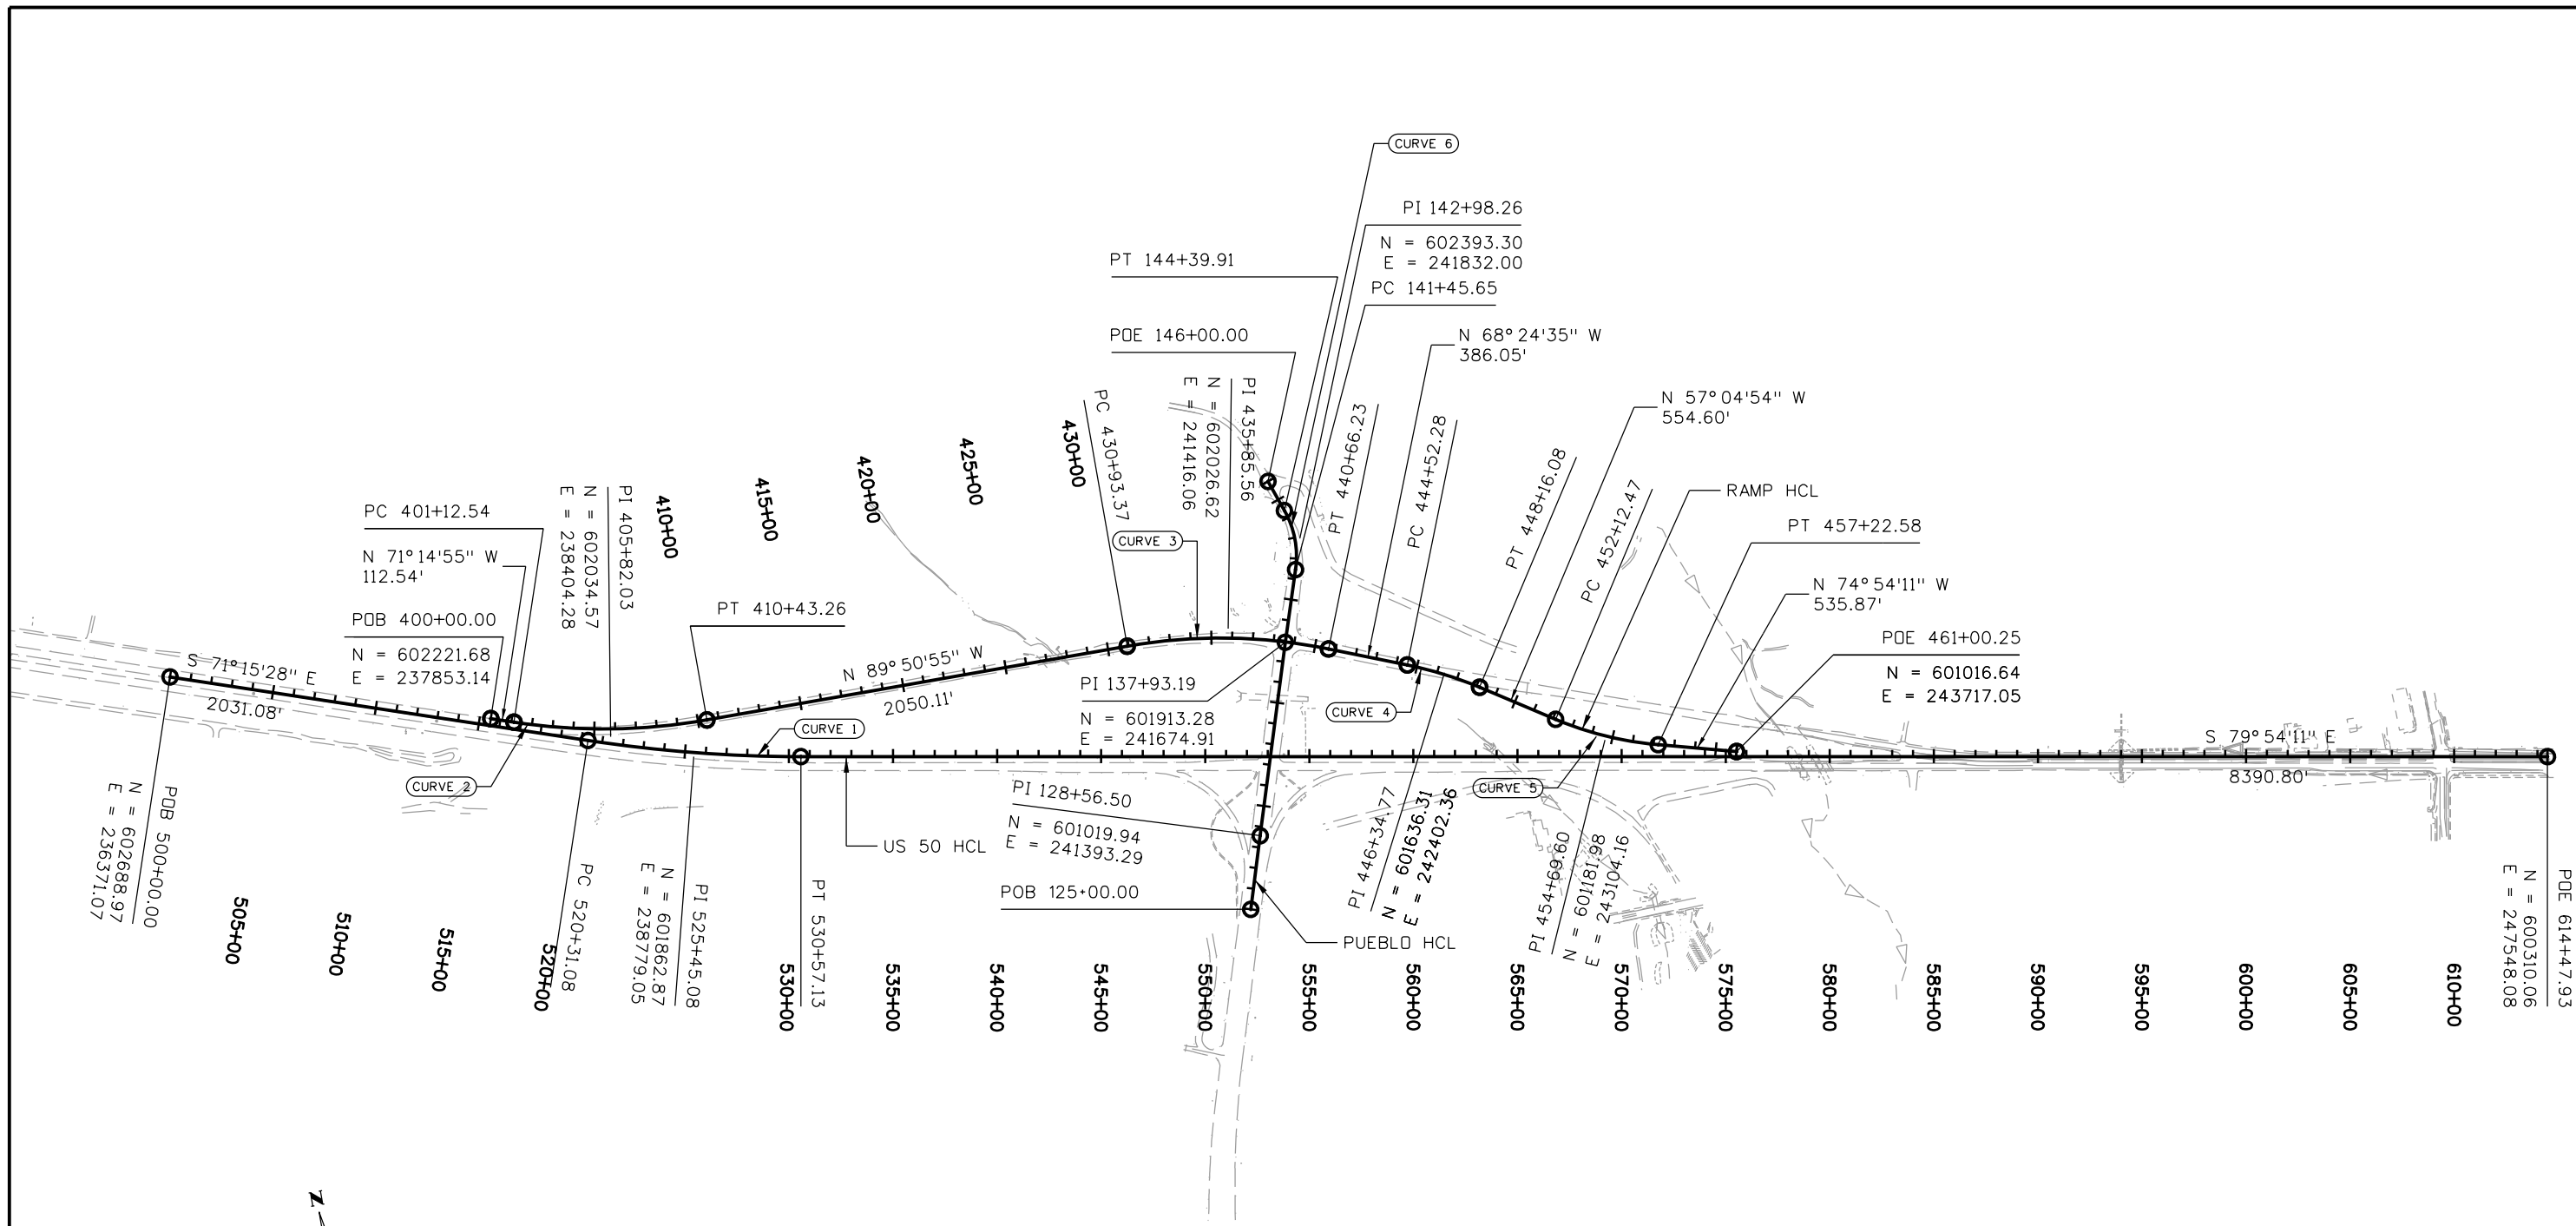 CURVE 6
PI 142+98.26
N = 602393.30
E = 241832.00
PT 144+39.91
PC 141+45.65
POE 146+00.00
N 68°24'35" W
386.05'
PI 435+85.56
N = 602026.62
E = 241416.06
PC 430+93.37
430+00
425+00
420+00
415+00
410+00
PT 440+66.23
PC 444+52.28
N 57°04'54" W
554.60'
PT 448+16.08
PC 452+12.47
RAMP HCL
PT 457+22.58
N 74°54'11" W
535.87'
POE 461+00.25
N = 601016.64
E = 243717.05
PC 401+12.54
N 71°14'55" W
112.54'
POB 400+00.00
N = 602221.68
E = 237853.14
PI 405+82.03
N = 602034.57
E = 238404.28
PT 410+43.26
CURVE 3
N 89°50'55" W
2050.11'
S 71°15'28" E
2031.08'
CURVE 1
CURVE 2
PI 137+93.19
N = 601913.28
E = 241674.91
CURVE 4
CURVE 5
S 79°54'11" E
8390.80'
PI 128+56.50
N = 601019.94
E = 241393.29
US 50 HCL
POB 125+00.00
PUEBLO HCL
PI 446+34.77
N = 601636.31
E = 242402.36
PI 454+69.60
N = 601181.98
E = 243104.16
POB 500+00.00
N = 602688.97
E = 236371.07
PC 520+31.08
PI 525+45.08
N = 601862.87
E = 238779.05
PT 530+57.13
POE 614+47.93
N = 600310.06
E = 247548.08
505+00
510+00
515+00
520+00
530+00
535+00
540+00
545+00
550+00
555+00
560+00
565+00
570+00
575+00
580+00
585+00
590+00
595+00
600+00
605+00
610+00
N